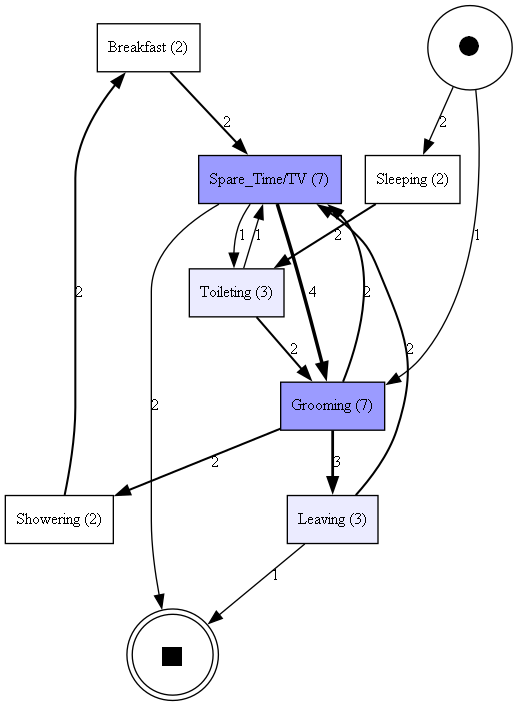 Breakfast (2)
2
2
Spare_Time/TV (7)
Sleeping (2)
1
1
2
1
Toileting (3)
2
4
2
2
2
2
Grooming (7)
2
3
Showering (2)
Leaving (3)
1